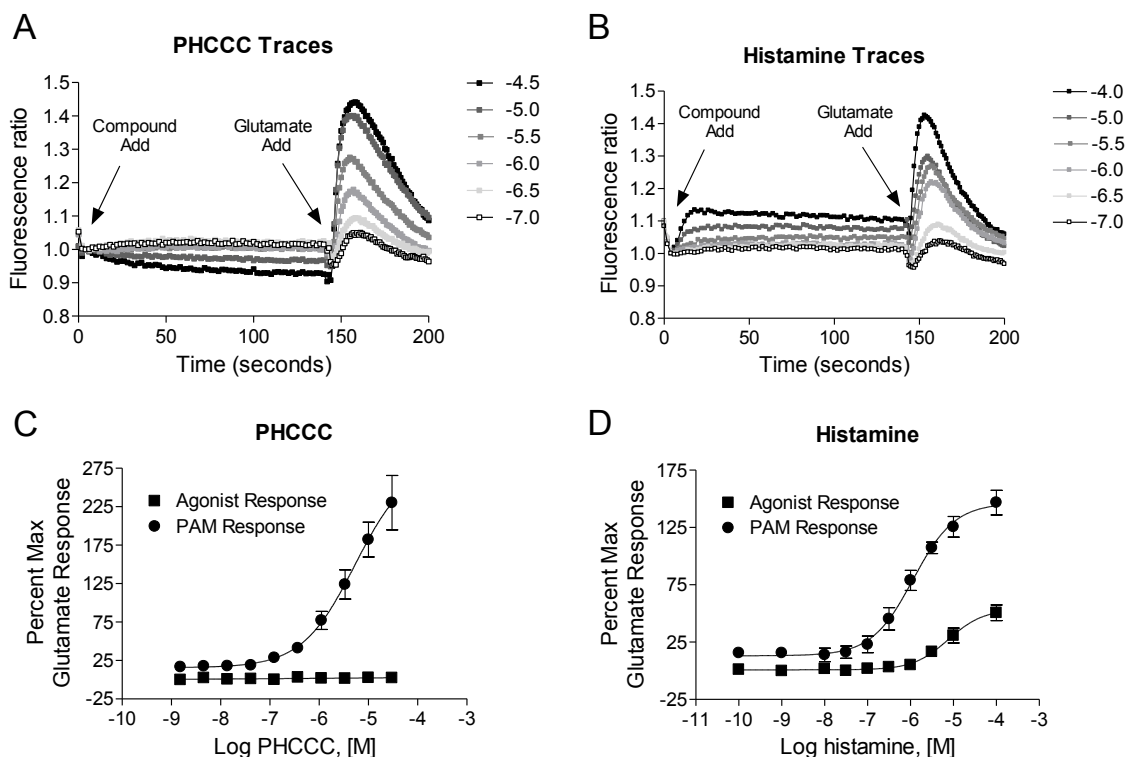 A
PHCCC Traces
Fluorescence ratio
1.5
1.4
1.3
1.2
1.1
1.0
0.9
0.8
Compound
Add
Glutamate
Add
-4.5
-5.0
-5.5
-6.0
-6.5
-7.0
0
50
100
150
200
Time (seconds)
B
Histamine Traces
Fluorescence ratio
1.5
1.4
1.3
1.2
1.1
1.0
0.9
0.8
Compound
Add
Glutamate
Add
-4.0
-5.0
-5.5
-6.0
-6.5
-7.0
0
50
100
150
200
Time (seconds)
C
PHCCC
Percent Max
Glutamate Response
275
225
175
125
75
25
-25
Agonist Response
PAM Response
-10
-9
-8
-7
-6
-5
-4
-3
Log PHCCC, [M]
D
Histamine
Percent Max
Glutamate Response
175
125
75
25
-25
Agonist Response
PAM Response
-11
-10
-9
-8
-7
-6
-5
-4
-3
Log histamine, [M]